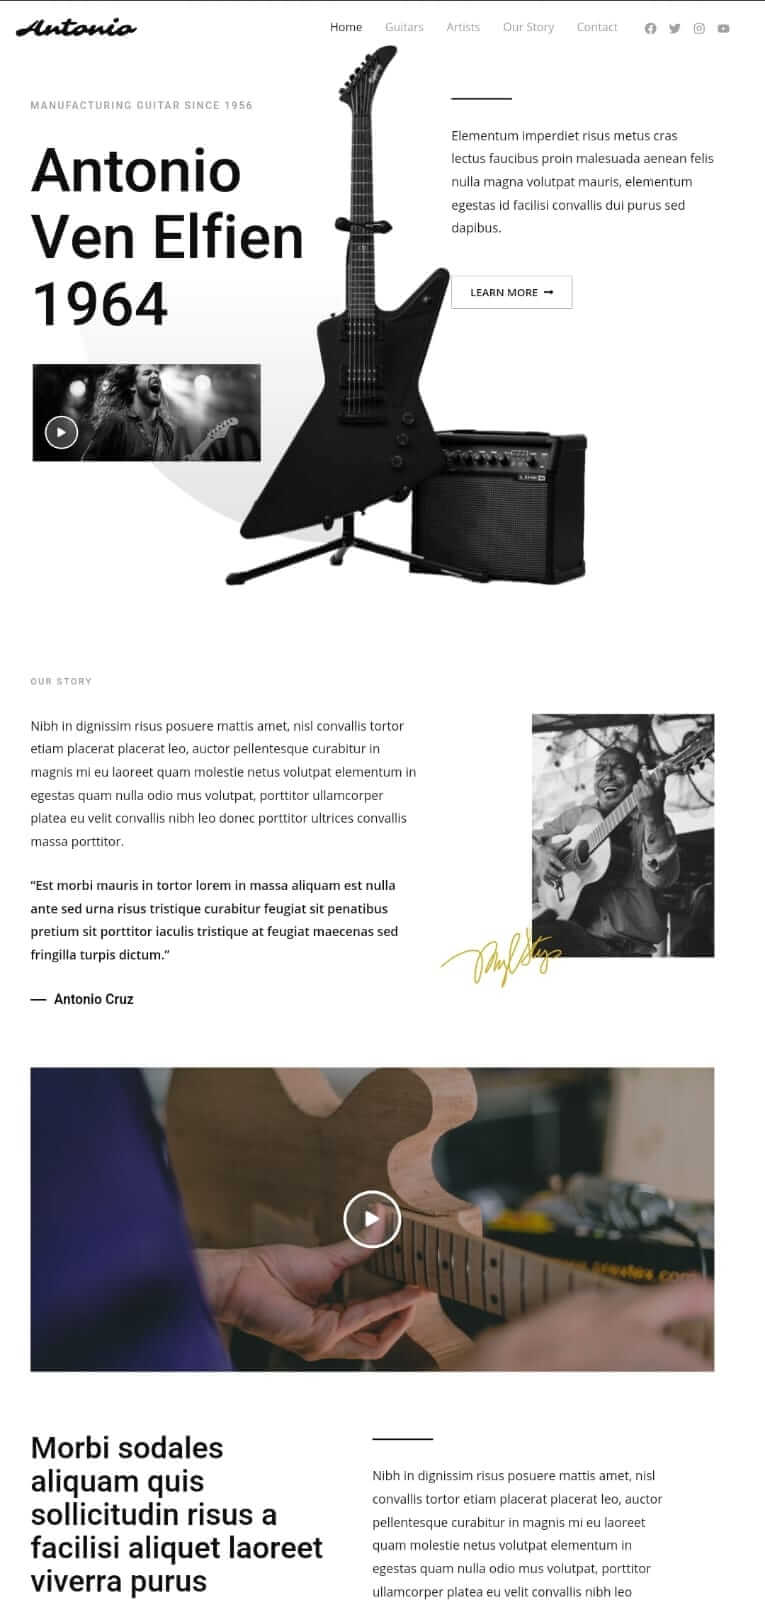 Antonio
Home Guitars Artists Our Story Contact
MANUFACTURING GUITAR SINCE 1956
Antonio
Ven Elfien
1964
Elementum imperdiet risus metus cras
lectus faucibus proin malesuada aenean felis
nulla magna volutpat mauris, elementum
egestas id facilisi convallis dui purus sed
dapibus.
LEARN MORE
OUR STORY
Nibh in dignissim risus posuere mattis amet, nisl convallis tortor
etiam placerat placerat leo, auctor pellentesque curabitur in
magnis mi eu laoreet quam molestie netus volutpat elementum in
egestas quam nulla odio mus volutpat, porttitor ullamcorper
platea eu velit convallis nibh leo donec porttitor ultrices convallis
massa porttitor.
“Est morbi mauris in tortor lorem in massa aliquam est nulla
ante sed urna risus tristique curabitur feugiat sit penatibus
pretium sit porttitor iaculis tristique at feugiat maecenas sed
fringilla turpis dictum.”
— Antonio Cruz
Morbi sodales
aliquam quis
sollicitudin risus a
facilisi aliquet laoreet
viverra purus
Nibh in dignissim risus posuere mattis amet, nisl
convallis tortor etiam placerat placerat leo, auctor
pellentesque curabitur in magnis mi eu laoreet
quam molestie netus volutpat elementum in
egestas quam nulla odio mus volutpat, porttitor
ullamcorper platea eu velit convallis nibh leo